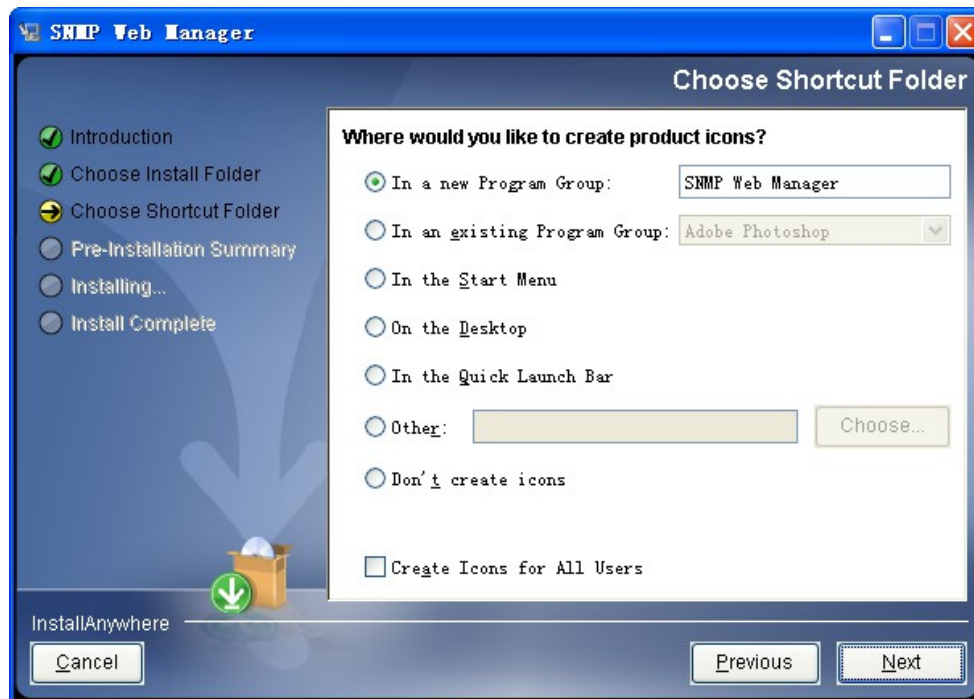 SNMP Web Manager
Choose Shortcut Folder
Introduction
Choose Install Folder
Choose Shortcut Folder
Pre-Installation Summary
Installing...
Install Complete
Where would you like to create product icons?
In a new Program Group: SNMP Web Manager
In an existing Program Group: Adobe Photoshop
In the Start Menu
On the Desktop
In the Quick Launch Bar
Other: Choose...
Don't create icons
Create Icons for All Users
InstallAnywhere
Cancel Previous Next